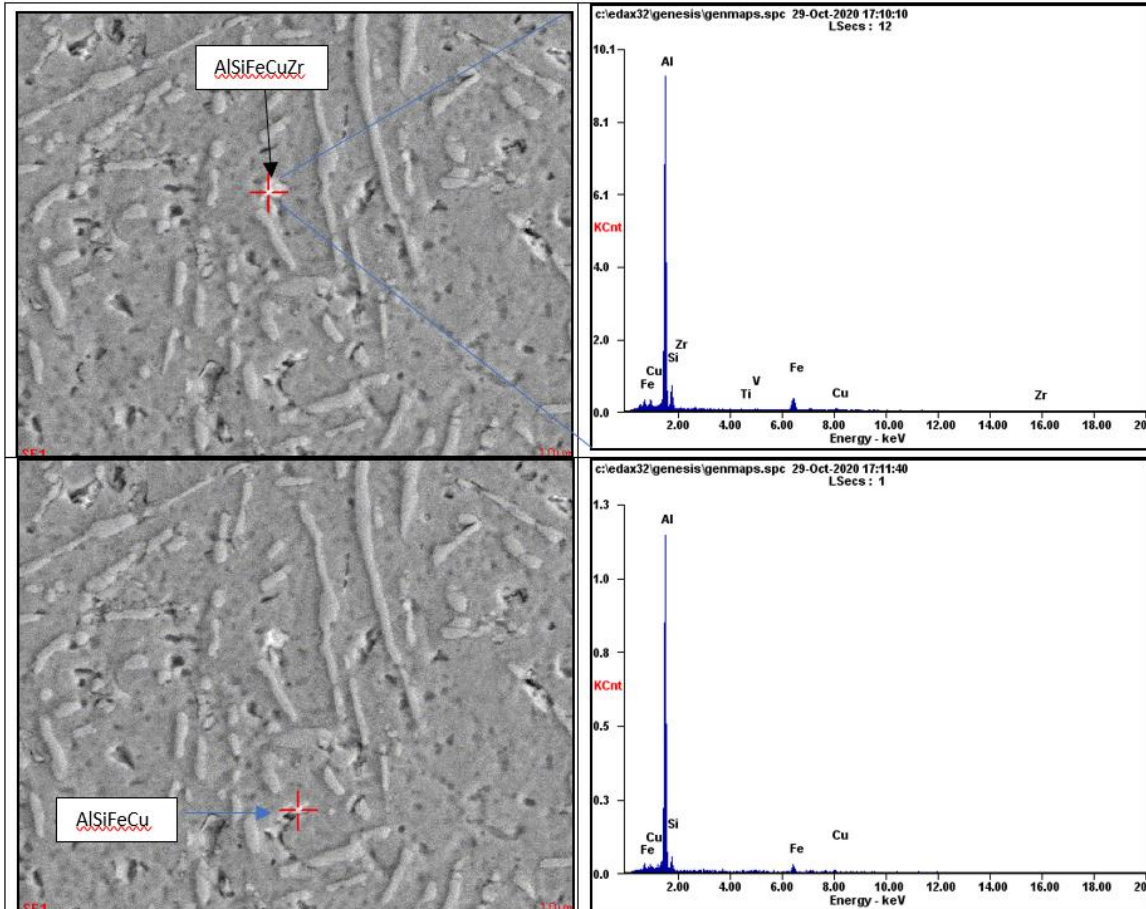 AlSiFeCuZr
SE1
c:\edax32\genesis\genmaps.spc 29-Oct-2020 17:10:10
LSecs : 12
10.1
8.1
6.1
KCnt
4.0
2.0
0.0
Al
Zr
Si
Cu
Fe
V
Ti
Fe
Cu
Zr
2.00 4.00 6.00 8.00 10.00 12.00 14.00 16.00 18.00
Energy - keV
AlSiFeCu
c:\edax32\genesis\genmaps.spc 29-Oct-2020 17:11:40
LSecs : 1
1.3
1.0
0.8
KCnt
0.5
0.3
0.0
Al
Si
Cu
Fe
Fe
Cu
2.00 4.00 6.00 8.00 10.00 12.00 14.00 16.00 18.00
Energy - keV